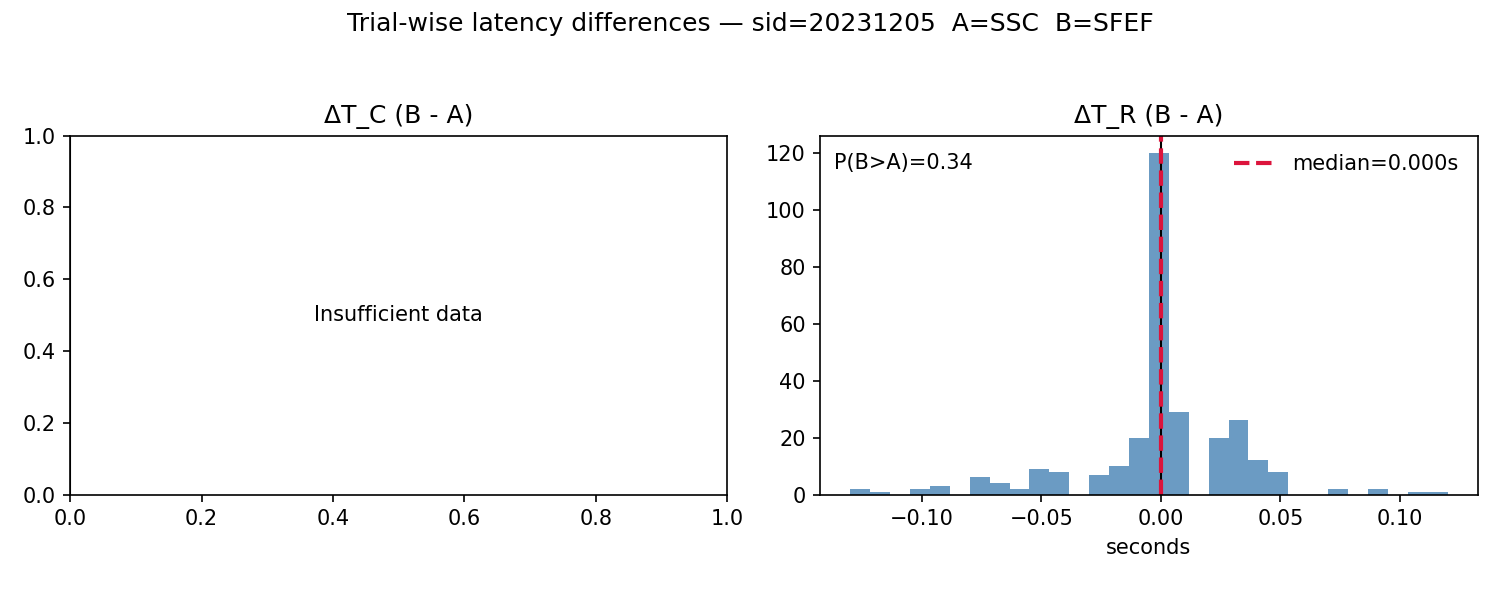 Trial-wise latency differences — sid=20231205  A=SSC  B=SFEF
ΔT_C (B - A)
1.0
0.8
0.6
0.4
0.2
0.0
Insufficient data
0.0 0.2 0.4 0.6 0.8 1.0
ΔT_R (B - A)
P(B>A)=0.34
median=0.000s
120
100
80
60
40
20
0
−0.10 −0.05 0.00 0.05 0.10
seconds